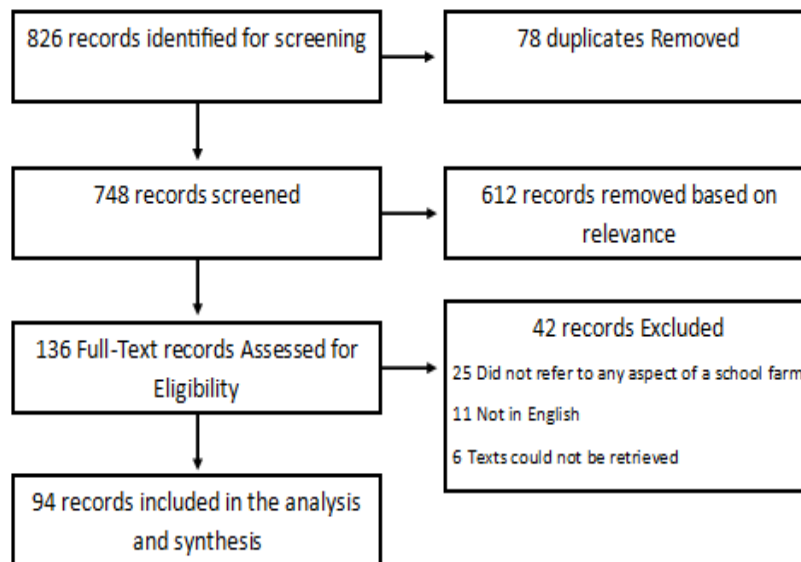 826 records identified for screening
78 duplicates Removed
748 records screened
612 records removed based on
relevance
136 Full-Text records Assessed for
Eligibility
42 records Excluded
25 Did not refer to any aspect of a school farm
11 Not in English
6 Texts could not be retrieved
94 records included in the analysis
and synthesis